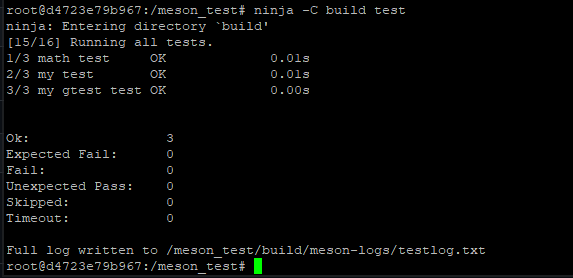 root@d4723e79b967:/meson_test# ninja -C build test
ninja: Entering directory `build'
[15/16] Running all tests.
1/3 math test     OK             0.01s
2/3 my test       OK             0.01s
3/3 my gtest test OK             0.00s
Ok:                 3
Expected Fail:      0
Fail:               0
Unexpected Pass:    0
Skipped:            0
Timeout:            0
Full log written to /meson_test/build/meson-logs/testlog.txt
root@d4723e79b967:/meson_test#